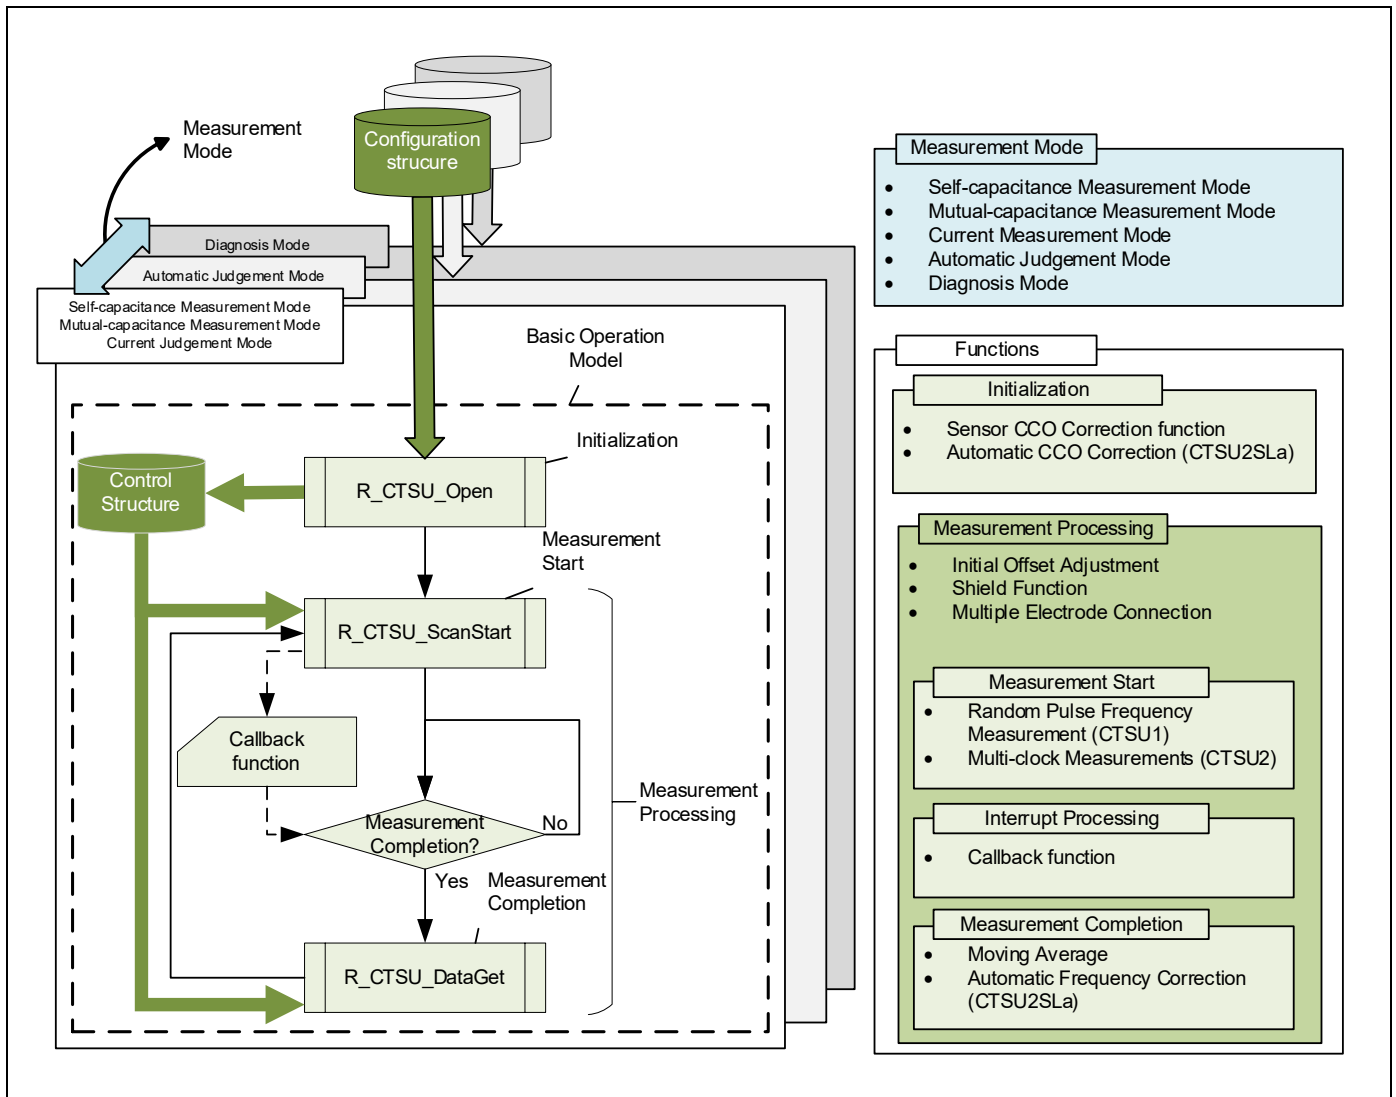 Measurement
Mode
Configuration
strucure
Diagnosis Mode
Automatic Judgement Mode
Self-capacitance Measurement Mode
Mutual-capacitance Measurement Mode
Current Judgement Mode
Basic Operation
Model
Initialization
Control
Structure
R_CTSU_Open
Measurement
Start
R_CTSU_ScanStart
Callback
function
Measurement
Processing
Measurement
Completion?
No
Yes
Measurement
Completion
R_CTSU_DataGet
Measurement Mode
• Self-capacitance Measurement Mode
• Mutual-capacitance Measurement Mode
• Current Measurement Mode
• Automatic Judgement Mode
• Diagnosis Mode
Functions
Initialization
• Sensor CCO Correction function
• Automatic CCO Correction (CTSU2SLa)
Measurement Processing
• Initial Offset Adjustment
• Shield Function
• Multiple Electrode Connection
Measurement Start
• Random Pulse Frequency
Measurement (CTSU1)
• Multi-clock Measurements (CTSU2)
Interrupt Processing
• Callback function
Measurement Completion
• Moving Average
• Automatic Frequency Correction
(CTSU2SLa)